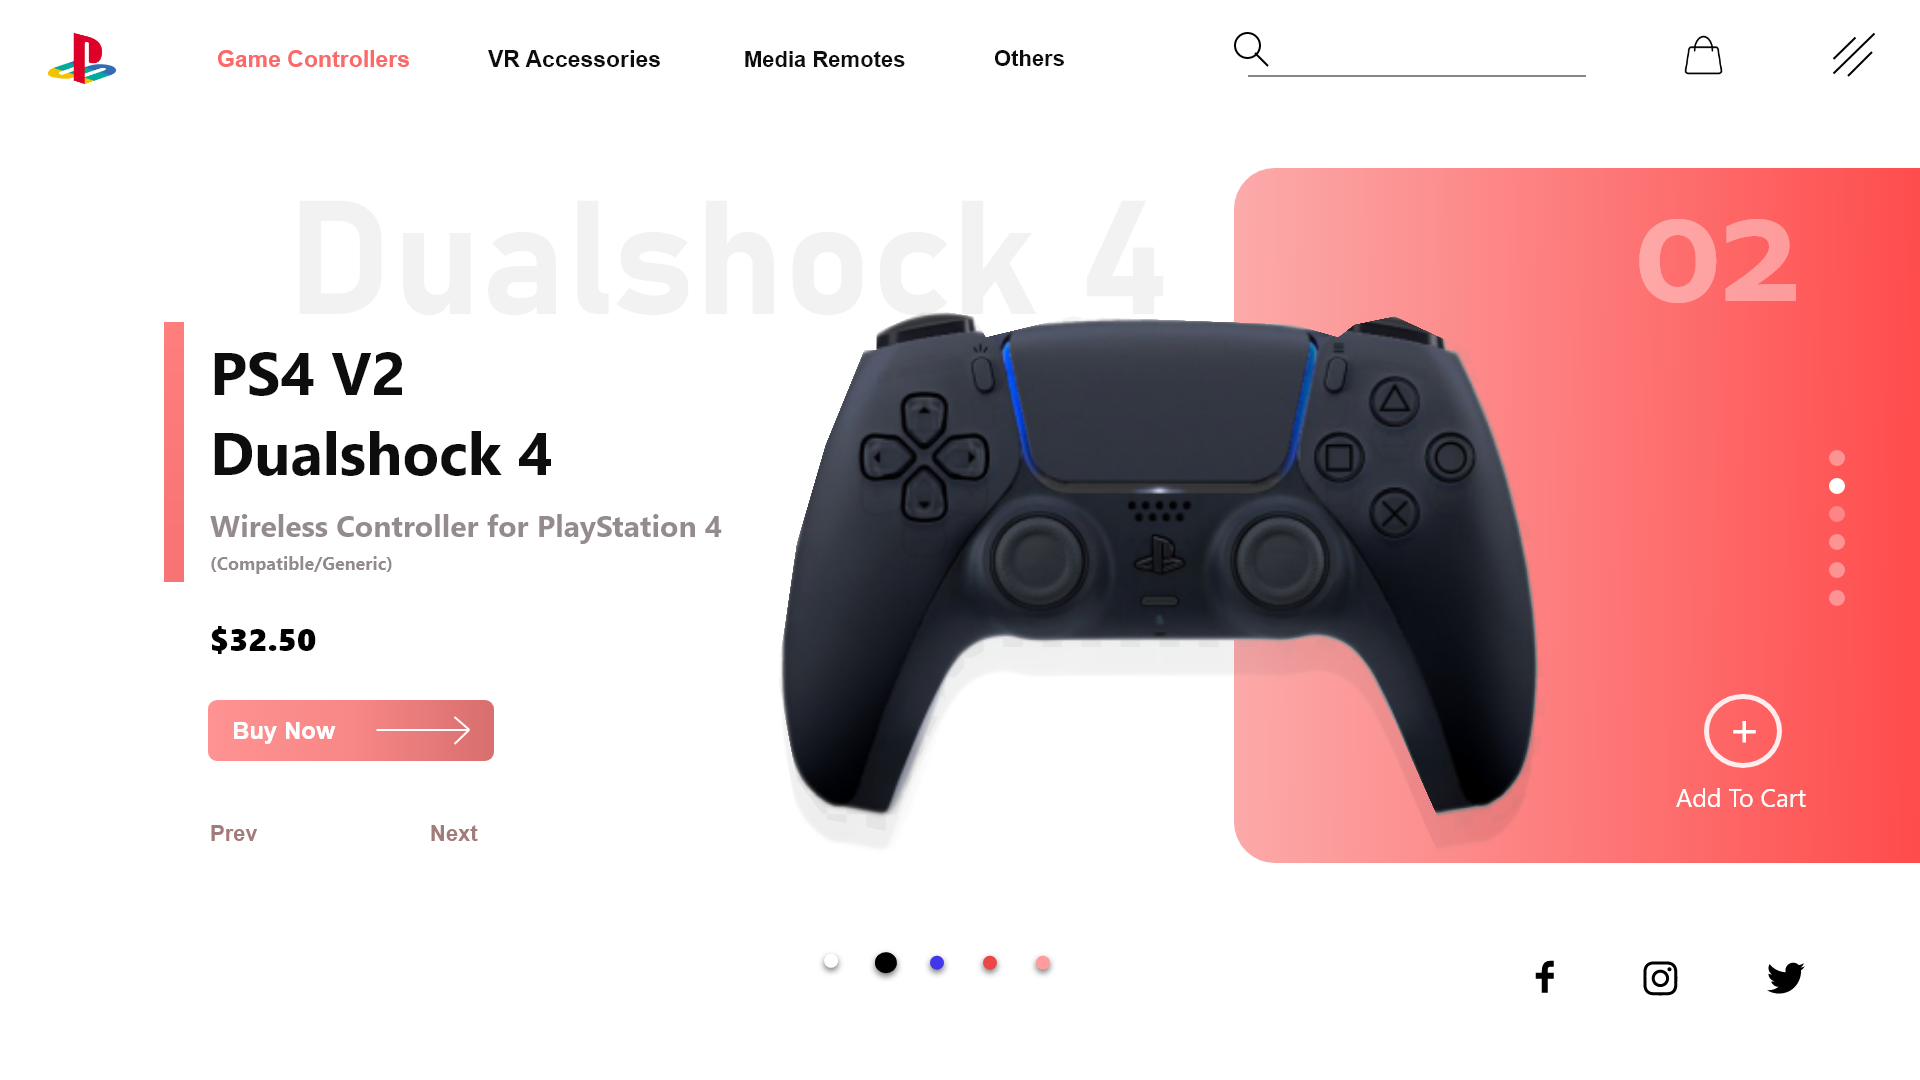 Game Controllers
VR Accessories
Media Remotes
Others
Dualshock 4
02
PS4 V2
Dualshock 4
Wireless Controller for PlayStation 4
(Compatible/Generic)
$32.50
Buy Now
Add To Cart
Prev
Next